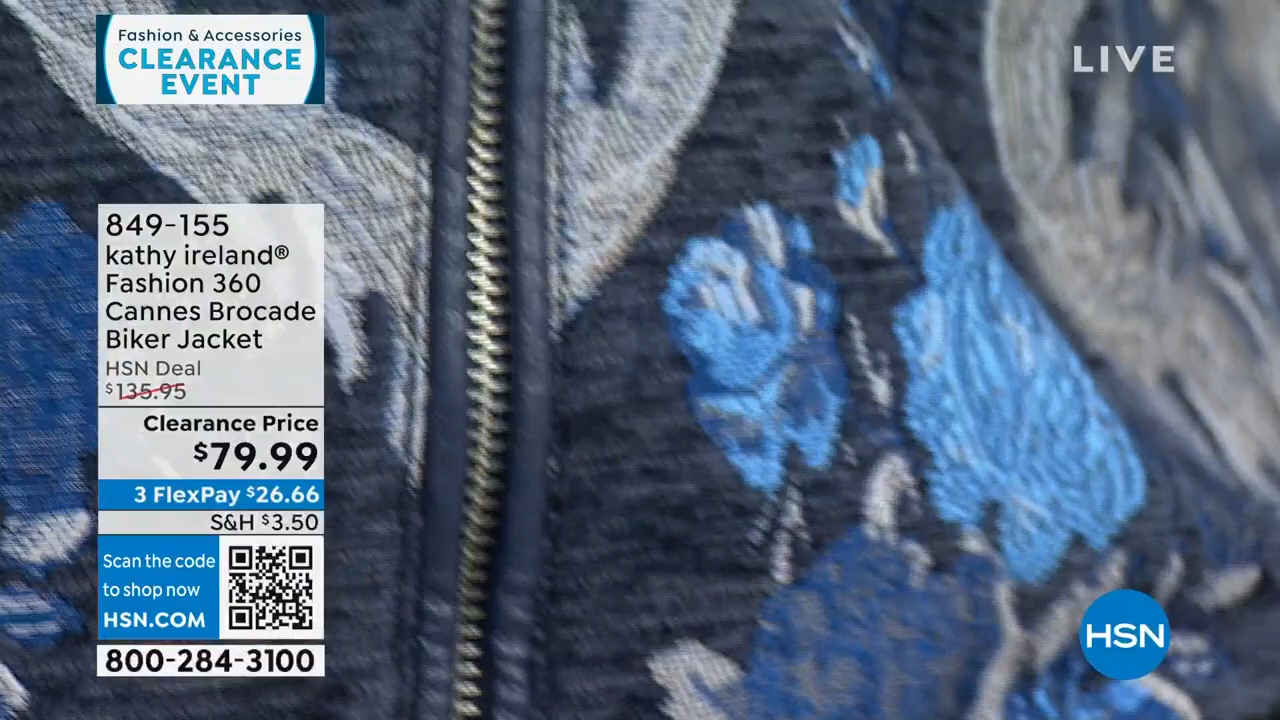 Fashion & Accessories
CLEARANCE
EVENT
LIVE
849-155
kathy ireland®
Fashion 360
Cannes Brocade
Biker Jacket
HSN Deal
$135.95
Clearance Price
$79.99
3 FlexPay $26.66
S&H $3.50
Scan the code
to shop now
HSN.COM
800-284-3100
HSN